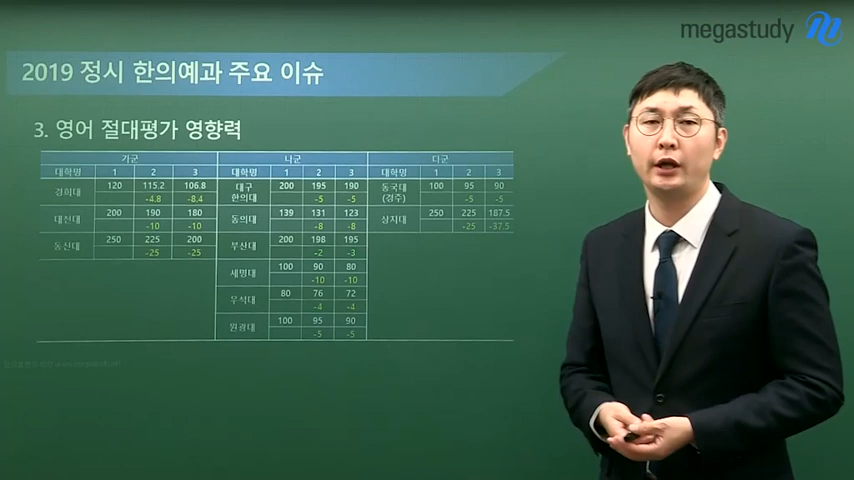 megastudy
2019 정시 한의예과 주요 이슈
3. 영어 절대평가 영향력
가군 나군 다군
대학명 1 2 3 대학명 1 2 3 대학명 1 2 3
경희대 120 115.2 106.8 대구한의대 200 195 190 동국대(경주) 100 95 90
-4.8 -8.4 -5 -5 -5 -5
대전대 200 190 180 동의대 139 131 123 상지대 250 225 187.5
-10 -10 -8 -8 -25 -37.5
동신대 250 225 200 부산대 200 198 195
-25 -25 -2 -3
세명대 100 90 80
-10 -10
우석대 80 76 72
-4 -4
원광대 100 95 90
-5 -5